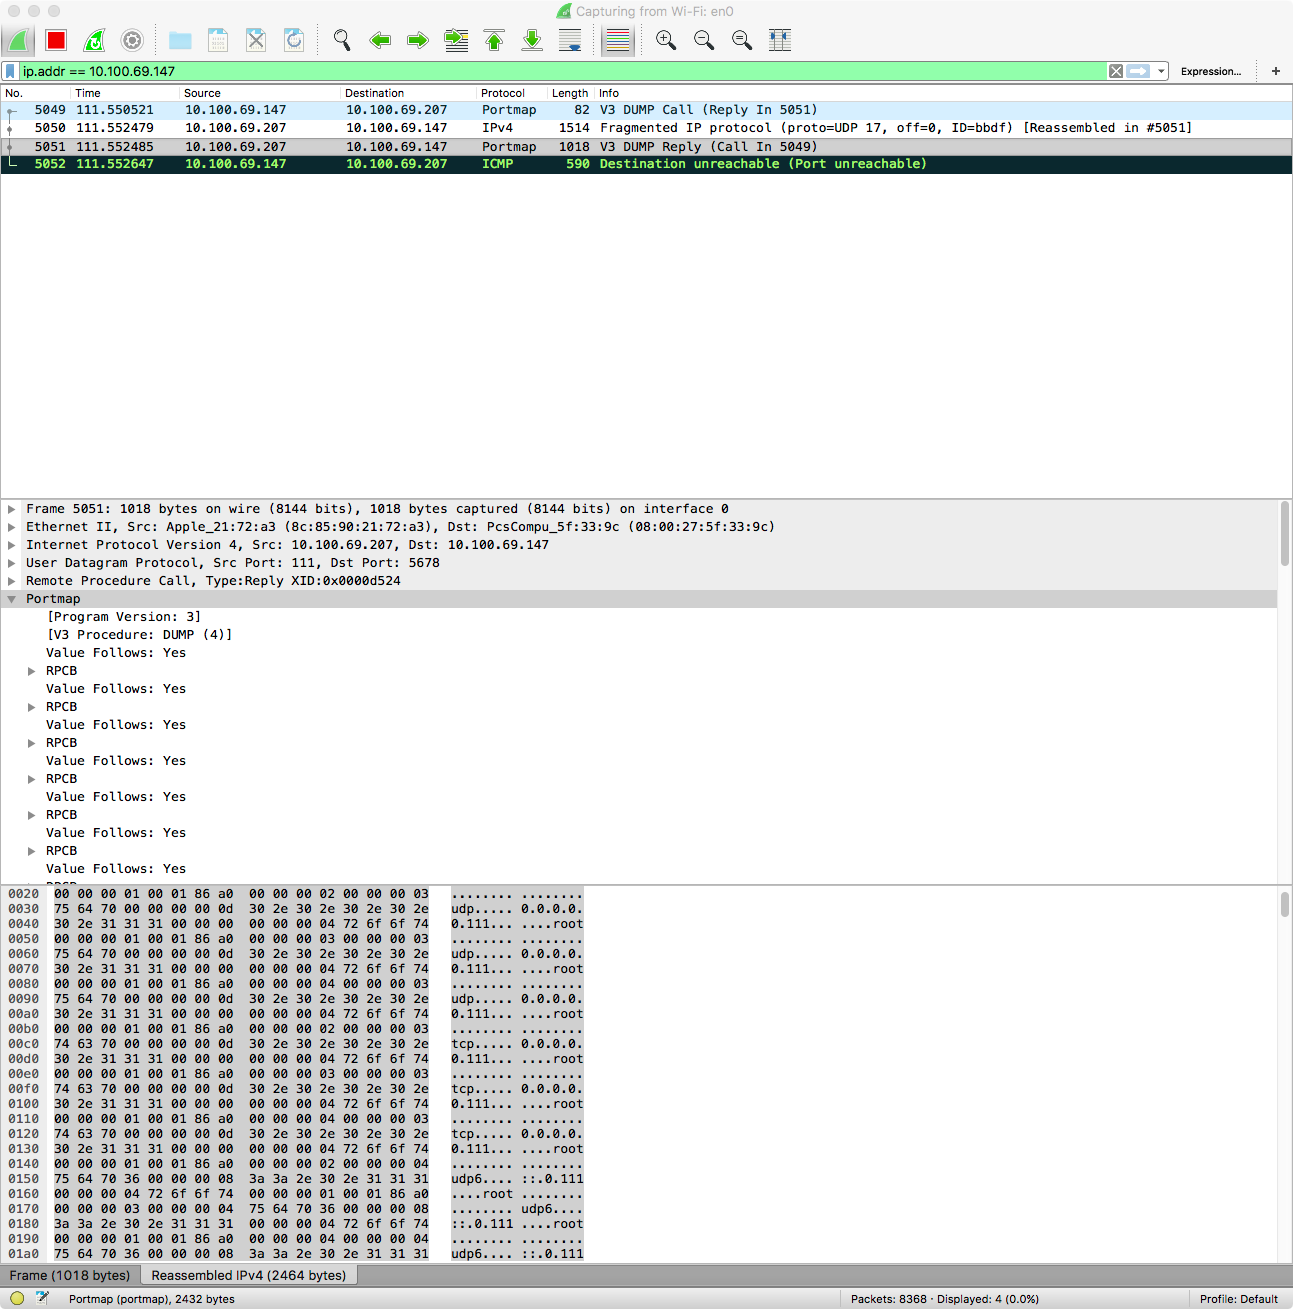 Capturing from Wi-Fi: en0
ip.addr == 10.100.69.147
Expression...
+
No. Time Source Destination Protocol Length Info
5049 111.550521 10.100.69.147 10.100.69.207 Portmap 82 V3 DUMP Call (Reply In 5051)
5050 111.552479 10.100.69.207 10.100.69.147 IPv4 1514 Fragmented IP protocol (proto=UDP 17, off=0, ID=bbdf) [Reassembled in #5051]
5051 111.552485 10.100.69.207 10.100.69.147 Portmap 1018 V3 DUMP Reply (Call In 5049)
5052 111.552647 10.100.69.147 10.100.69.207 ICMP 590 Destination unreachable (Port unreachable)
Frame 5051: 1018 bytes on wire (8144 bits), 1018 bytes captured (8144 bits) on interface 0
Ethernet II, Src: Apple_21:72:a3 (8c:85:90:21:72:a3), Dst: PcsCompu_5f:33:9c (08:00:27:5f:33:9c)
Internet Protocol Version 4, Src: 10.100.69.207, Dst: 10.100.69.147
User Datagram Protocol, Src Port: 111, Dst Port: 5678
Remote Procedure Call, Type:Reply XID:0x0000d524
Portmap
[Program Version: 3]
[V3 Procedure: DUMP (4)]
Value Follows: Yes
RPCB
Value Follows: Yes
RPCB
Value Follows: Yes
RPCB
Value Follows: Yes
RPCB
Value Follows: Yes
RPCB
Value Follows: Yes
RPCB
Value Follows: Yes
0020 00 00 00 01 00 01 86 a0 00 00 00 02 00 00 00 03 ........ ........
0030 75 64 70 00 00 00 00 0d 30 2e 30 2e 30 2e 30 2e udp..... 0.0.0.0.
0040 30 2e 31 31 31 00 00 00 00 00 00 04 72 6f 6f 74 0.111... ....root
0050 00 00 00 01 00 01 86 a0 00 00 00 03 00 00 00 03 ........ ........
0060 75 64 70 00 00 00 00 0d 30 2e 30 2e 30 2e 30 2e udp..... 0.0.0.0.
0070 30 2e 31 31 31 00 00 00 00 00 00 04 72 6f 6f 74 0.111... ....root
0080 00 00 00 01 00 01 86 a0 00 00 00 04 00 00 00 03 ........ ........
0090 75 64 70 00 00 00 00 0d 30 2e 30 2e 30 2e 30 2e udp..... 0.0.0.0.
00a0 30 2e 31 31 31 00 00 00 00 00 00 04 72 6f 6f 74 0.111... ....root
00b0 00 00 00 01 00 01 86 a0 00 00 00 02 00 00 00 03 ........ ........
00c0 74 63 70 00 00 00 00 0d 30 2e 30 2e 30 2e 30 2e tcp..... 0.0.0.0.
00d0 30 2e 31 31 31 00 00 00 00 00 00 04 72 6f 6f 74 0.111... ....root
00e0 00 00 00 01 00 01 86 a0 00 00 00 03 00 00 00 03 ........ ........
00f0 74 63 70 00 00 00 00 0d 30 2e 30 2e 30 2e 30 2e tcp..... 0.0.0.0.
0100 30 2e 31 31 31 00 00 00 00 00 00 04 72 6f 6f 74 0.111... ....root
0110 00 00 00 01 00 01 86 a0 00 00 00 04 00 00 00 03 ........ ........
0120 74 63 70 00 00 00 00 0d 30 2e 30 2e 30 2e 30 2e tcp..... 0.0.0.0.
0130 30 2e 31 31 31 00 00 00 00 00 00 04 72 6f 6f 74 0.111... ....root
0140 00 00 00 01 00 01 86 a0 00 00 00 02 00 00 00 04 ........ ........
0150 75 64 70 36 00 00 00 08 3a 3a 2e 30 2e 31 31 31 udp6.... ::.0.111
0160 00 00 00 04 72 6f 6f 74 00 00 00 01 00 01 86 a0 ....root ........
0170 00 00 00 03 00 00 00 04 75 64 70 36 00 00 00 08 ........ udp6....
0180 3a 3a 2e 30 2e 31 31 31 00 00 00 04 72 6f 6f 74 ::.0.111 ....root
0190 00 00 00 01 00 01 86 a0 00 00 00 04 00 00 00 04 ........ ........
01a0 75 64 70 36 00 00 00 08 3a 3a 2e 30 2e 31 31 31 udp6.... ::.0.111
Frame (1018 bytes) Reassembled IPv4 (2464 bytes)
Portmap (portmap), 2432 bytes Packets: 8368 · Displayed: 4 (0.0%) Profile: Default